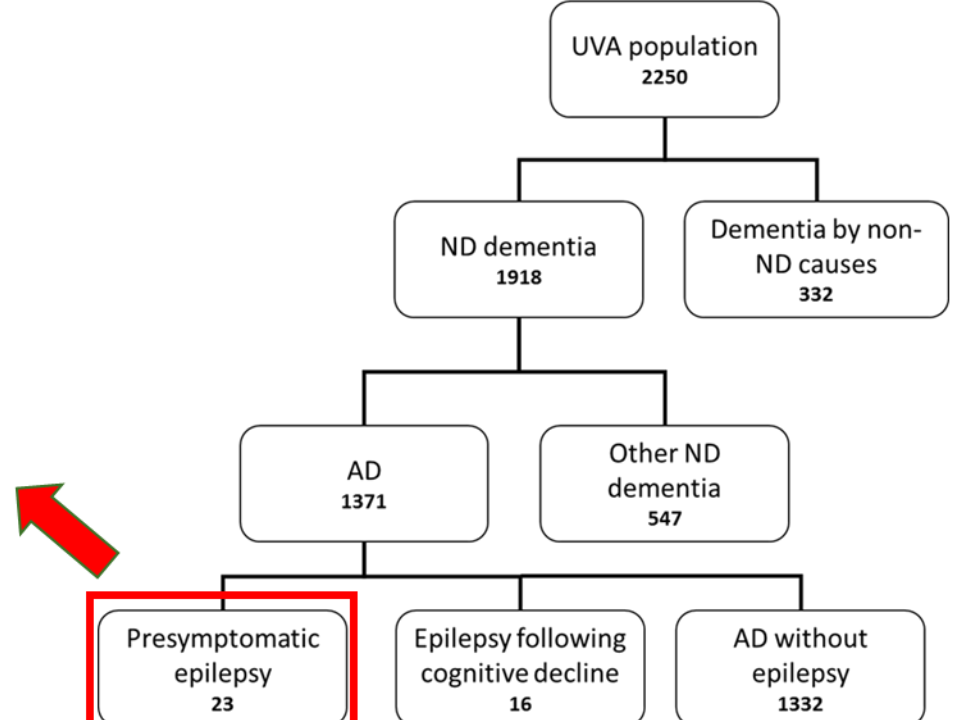 UVA population
2250
ND dementia
1918
Dementia by non-
ND causes
332
AD
1371
Other ND
dementia
547
Presymptomatic
epilepsy
23
Epilepsy following
cognitive decline
16
AD without
epilepsy
1332